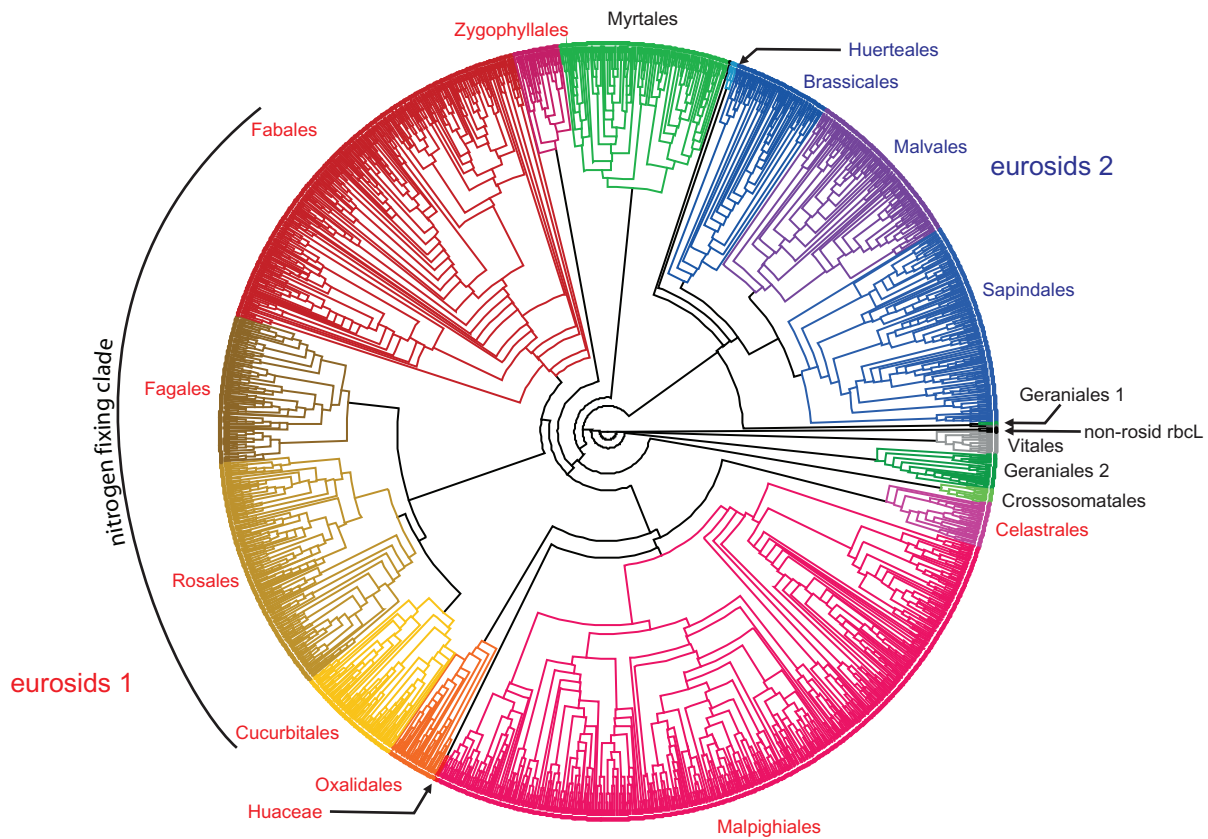 Zygophyllales
Myrtales
Huerteales
Brassicales
Malvales
eurosids 2
Sapindales
Geraniales 1
non-rosid rbcL
Vitales
Geraniales 2
Crossosomatales
Celastrales
Malpighiales
Huaceae
Oxalidales
Cucurbitales
eurosids 1
Rosales
Fagales
nitrogen fixing clade
Fabales